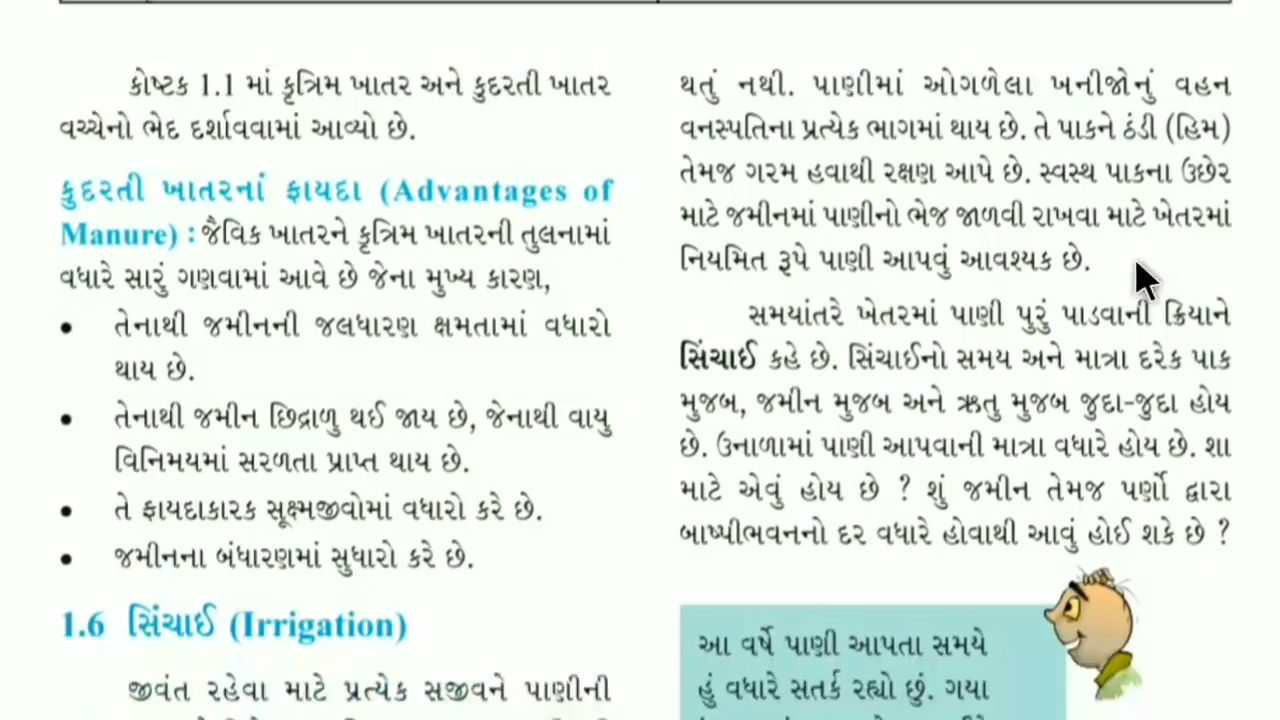 કોષ્ટક 1.1 માં કૃત્રિમ ખાતર અને કુદરતી ખાતર
વચ્ચેનો ભેદ દર્શાવવામાં આવ્યો છે.
કુદરતી ખાતરનાં ફાયદા (Advantages of
Manure) : જૈવિક ખાતરને કૃત્રિમ ખાતરની તુલનામાં
વધારે સારું ગણવામાં આવે છે જેના મુખ્ય કારણ,
• તેનાથી જમીનની જલધારણ ક્ષમતામાં વધારો
થાય છે.
• તેનાથી જમીન છિદ્રાળુ થઈ જાય છે, જેનાથી વાયુ
વિનિમયમાં સરળતા પ્રાપ્ત થાય છે.
• તે ફાયદાકારક સૂક્ષ્મજીવોમાં વધારો કરે છે.
• જમીનના બંધારણમાં સુધારો કરે છે.
1.6 સિંચાઈ (Irrigation)
જીવંત રહેવા માટે પ્રત્યેક સજીવને પાણીની
થતું નથી. પાણીમાં ઓગળેલા ખનીજોનું વહન
વનસ્પતિના પ્રત્યેક ભાગમાં થાય છે. તે પાકને ઠંડી (હિમ)
તેમજ ગરમ હવાથી રક્ષણ આપે છે. સ્વસ્થ પાકના ઉછેર
માટે જમીનમાં પાણીનો ભેજ જાળવી રાખવા માટે ખેતરમાં
નિયમિત રૂપે પાણી આપવું આવશ્યક છે.
સમયાંતરે ખેતરમાં પાણી પુરું પાડવાની ક્રિયાને
સિંચાઈ કહે છે. સિંચાઈનો સમય અને માત્રા દરેક પાક
મુજબ, જમીન મુજબ અને ઋતુ મુજબ જુદા-જુદા હોય
છે. ઉનાળામાં પાણી આપવાની માત્રા વધારે હોય છે. શા
માટે એવું હોય છે ? શું જમીન તેમજ પર્ણો દ્વારા
બાષ્પીભવનનો દર વધારે હોવાથી આવું હોઈ શકે છે ?
આ વર્ષે પાણી આપતા સમયે
હું વધારે સતર્ક રહ્યો છું. ગયા